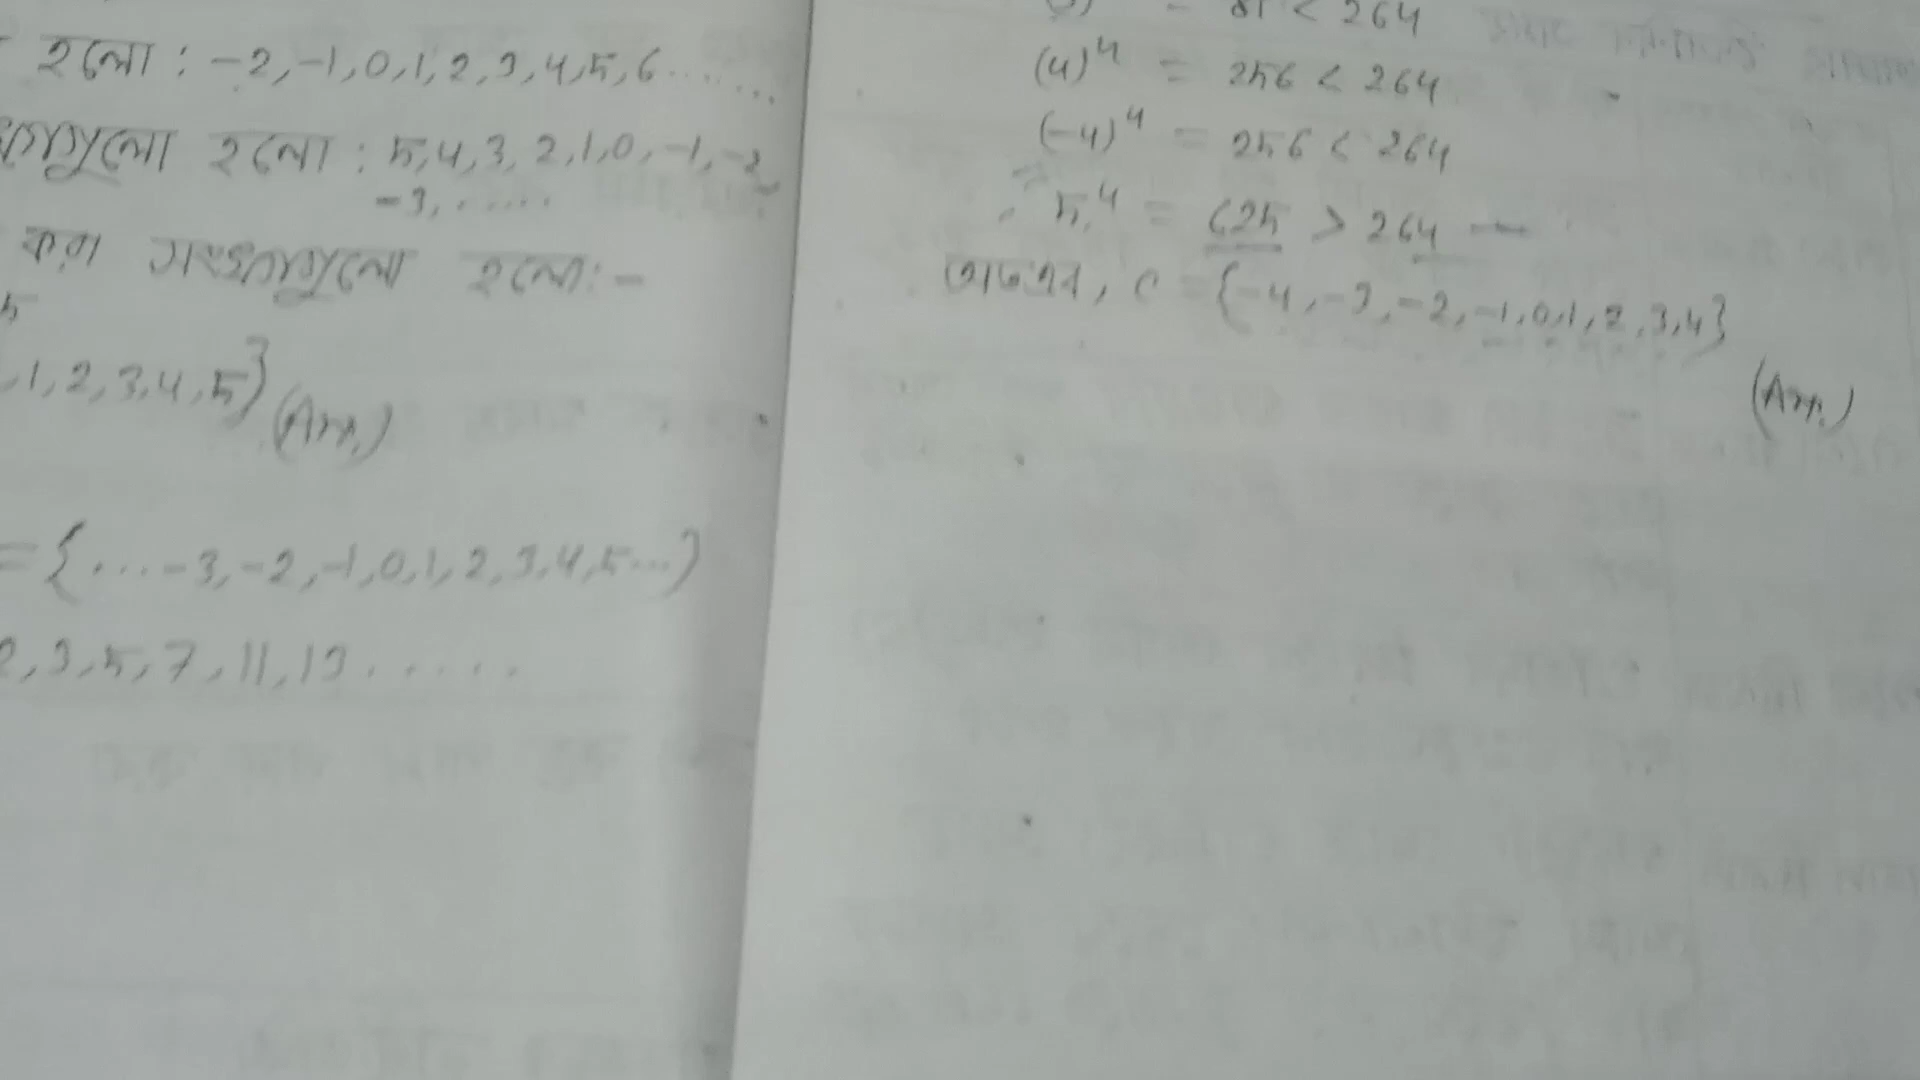 হলো : -2,-1,0,1,2,3,4,5,6.......
হলো : 5,4,3,2,1,0,-1,-2,
-3,......
করা সংখ্যাগুলো হলো:-
5
,1,2,3,4,5}
(Ans.)
= {...-3,-2,-1,0,1,2,3,4,5...}
2,3,5,7,11,13......
= 81 < 264
(4)⁴ = 256 < 264
(-4)⁴ = 256 < 264
5⁴ = 625 > 264
অতএব, C = {-4,-3,-2,-1,0,1,2,3,4}
(Ans.)